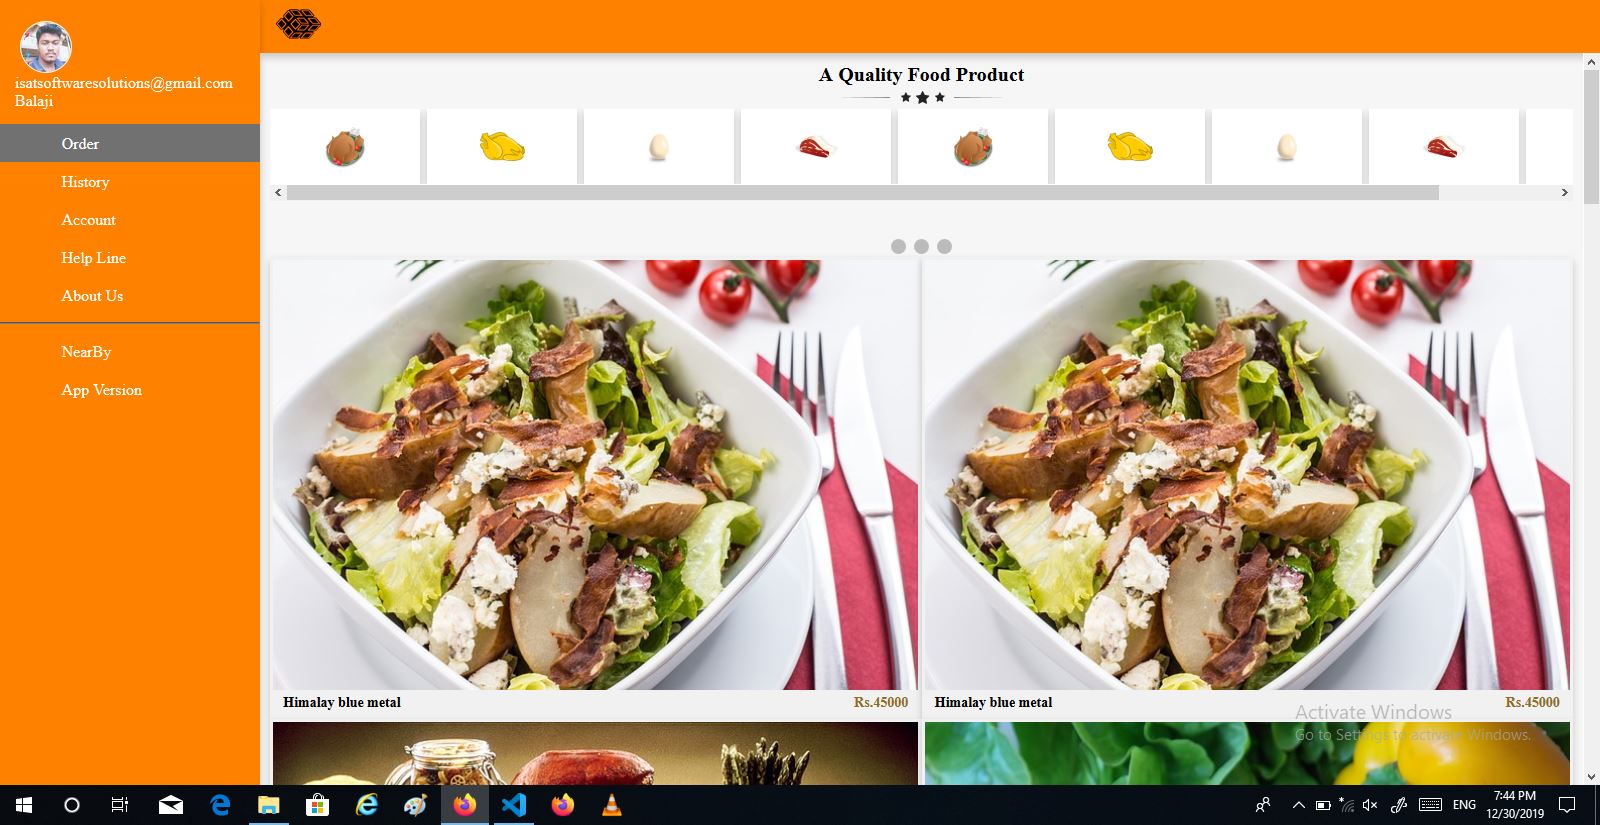 isatsoftwaresolutions@gmail.com
Balaji
Order
History
Account
Help Line
About Us
NearBy
App Version
A Quality Food Product
Himalay blue metal Rs.45000
Himalay blue metal Rs.45000
Activate Windows
Go to Settings to activate Windows.
ENG
7:44 PM
12/30/2019